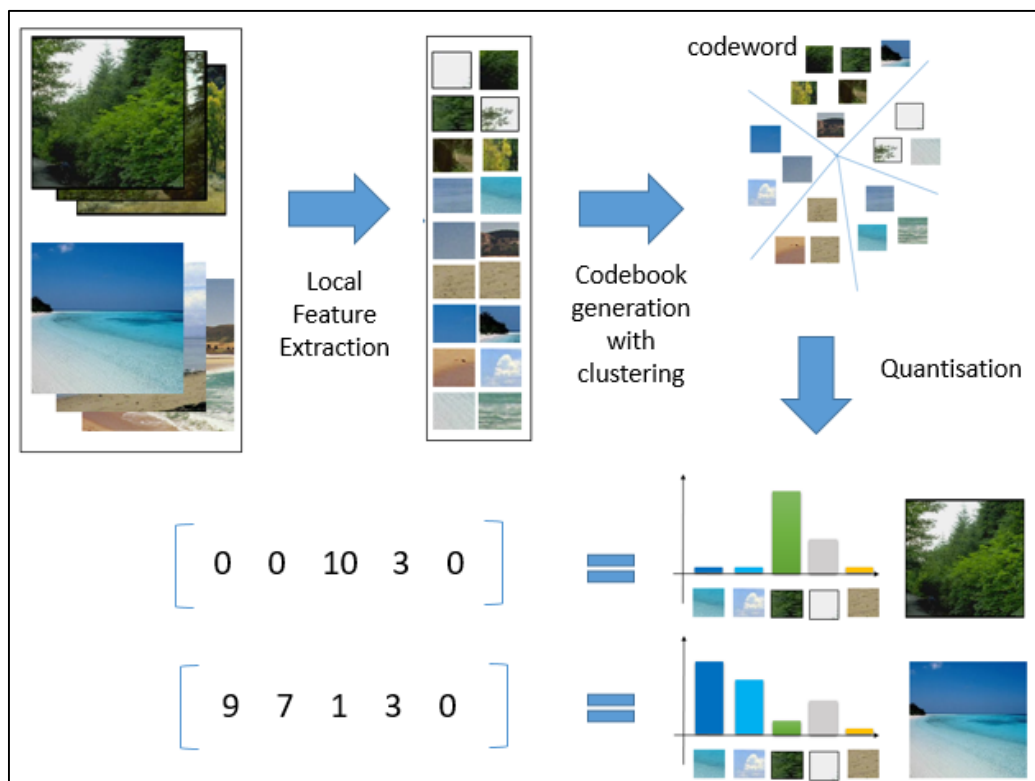 codeword
Local
Feature
Extraction
Codebook
generation
with
clustering
Quantisation
0 0 10 3 0
9 7 1 3 0